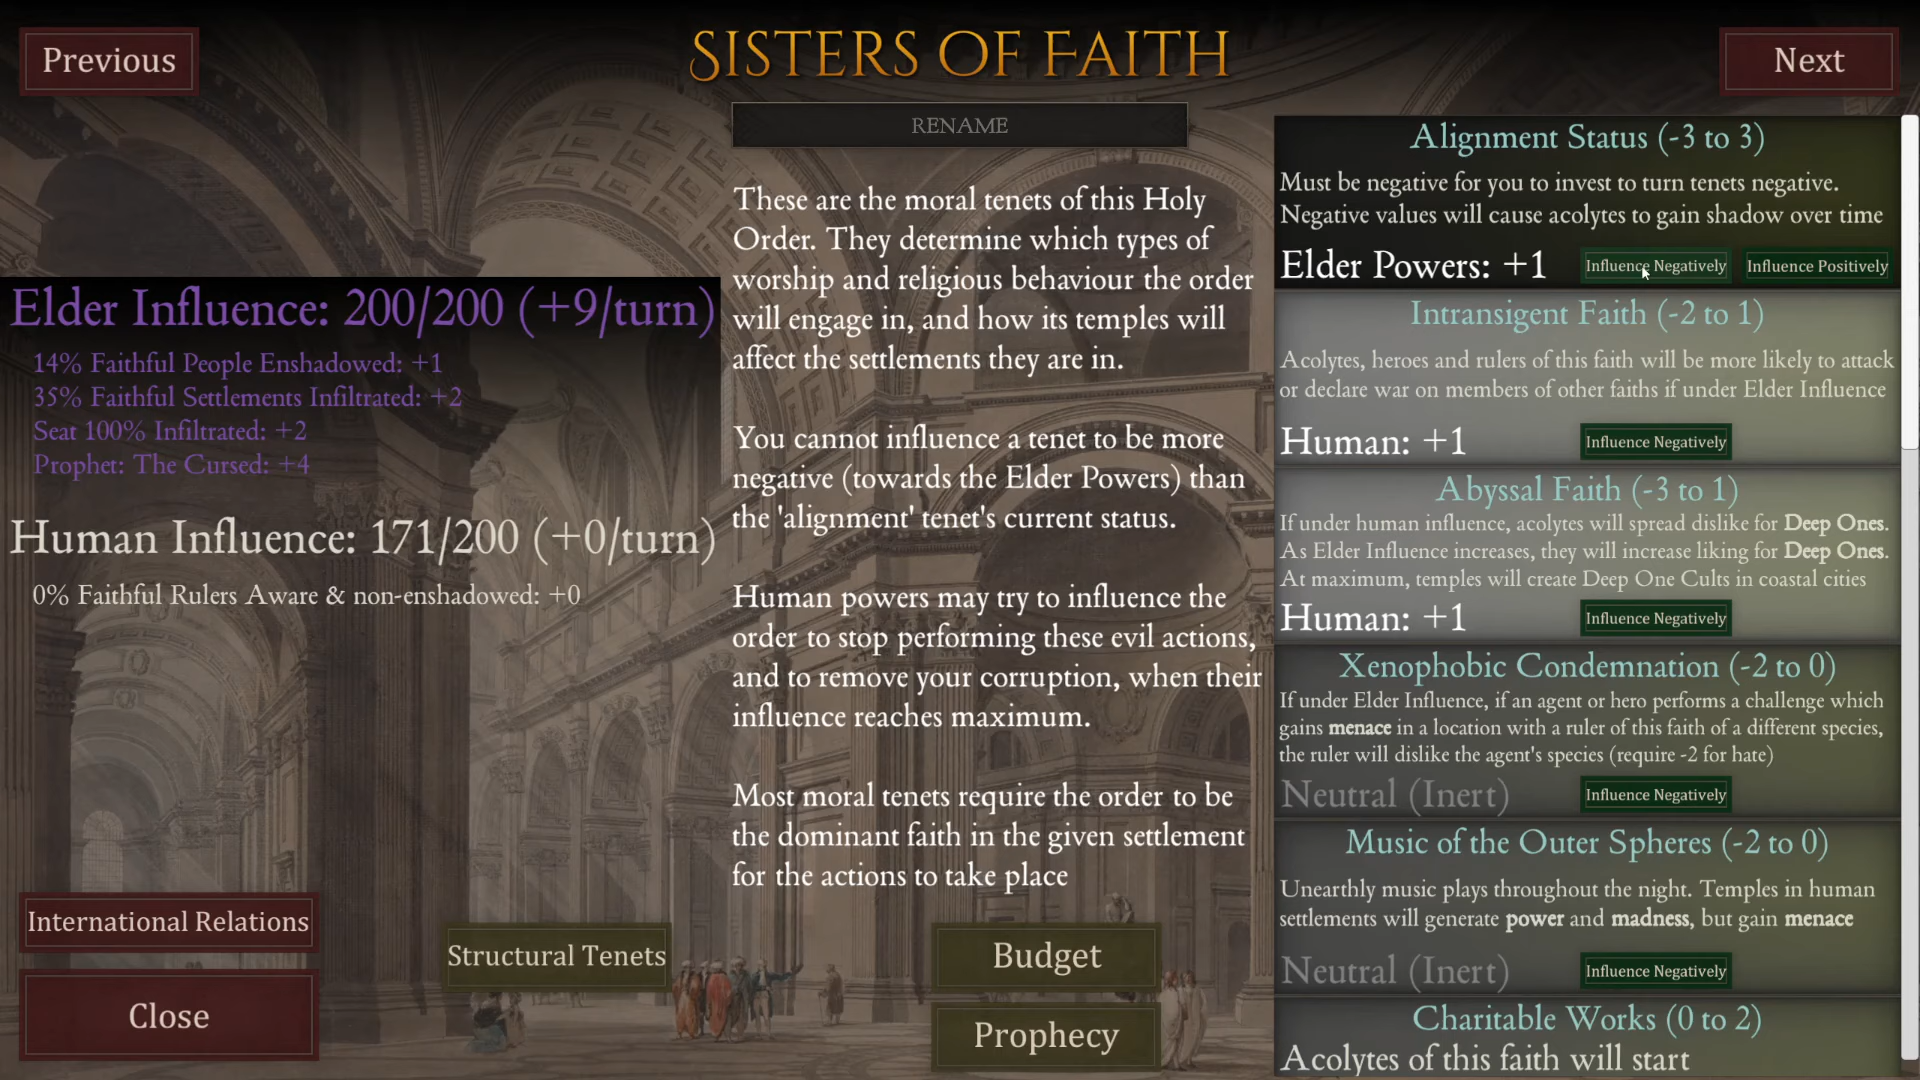 Previous
SISTERS OF FAITH
Next
RENAME
Elder Influence: 200/200 (+9/turn)
14% Faithful People Enshadowed: +1
35% Faithful Settlements Infiltrated: +2
Seat 100% Infiltrated: +2
Prophet: The Cursed: +4
Human Influence: 171/200 (+0/turn)
0% Faithful Rulers Aware & non-enshadowed: +0
International Relations
Close
Structural Tenets
These are the moral tenets of this Holy
Order. They determine which types of
worship and religious behaviour the order
will engage in, and how its temples will
affect the settlements they are in.
You cannot influence a tenet to be more
negative (towards the Elder Powers) than
the 'alignment' tenet's current status.
Human powers may try to influence the
order to stop performing these evil actions,
and to remove your corruption, when their
influence reaches maximum.
Most moral tenets require the order to be
the dominant faith in the given settlement
for the actions to take place
Budget
Prophecy
Alignment Status (-3 to 3)
Must be negative for you to invest to turn tenets negative.
Negative values will cause acolytes to gain shadow over time
Elder Powers: +1
Influence Negatively
Influence Positively
Intransigent Faith (-2 to 1)
Acolytes, heroes and rulers of this faith will be more likely to attack
or declare war on members of other faiths if under Elder Influence
Human: +1
Influence Negatively
Abyssal Faith (-3 to 1)
If under human influence, acolytes will spread dislike for Deep Ones.
As Elder Influence increases, they will increase liking for Deep Ones.
At maximum, temples will create Deep One Cults in coastal cities
Human: +1
Influence Negatively
Xenophobic Condemnation (-2 to 0)
If under Elder Influence, if an agent or hero performs a challenge which
gains menace in a location with a ruler of this faith of a different species,
the ruler will dislike the agent's species (require -2 for hate)
Neutral (Inert)
Influence Negatively
Music of the Outer Spheres (-2 to 0)
Unearthly music plays throughout the night. Temples in human
settlements will generate power and madness, but gain menace
Neutral (Inert)
Influence Negatively
Charitable Works (0 to 2)
Acolytes of this faith will start